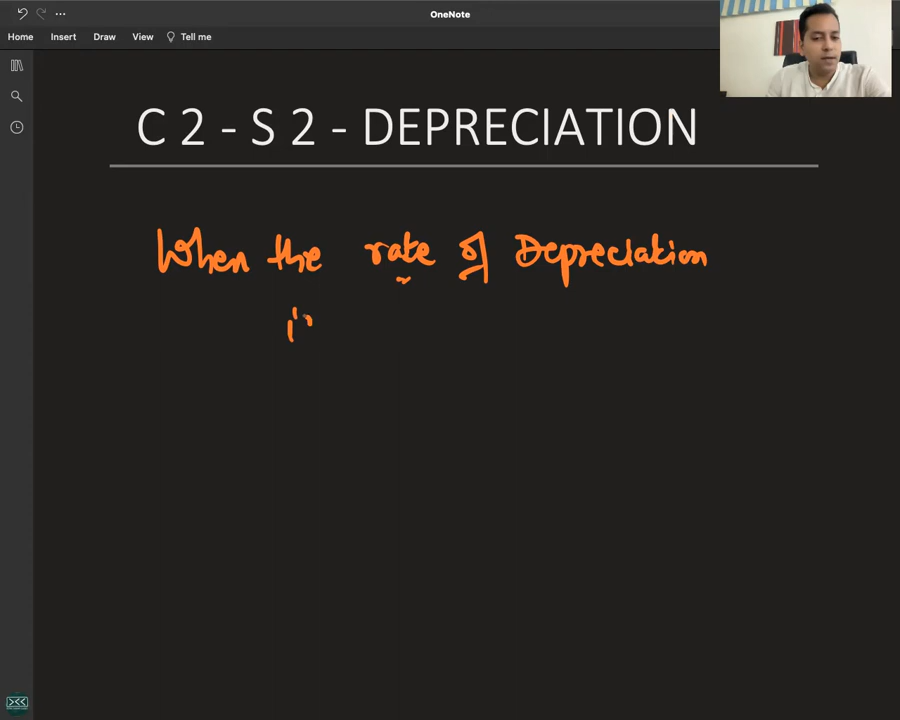 OneNote
Home Insert Draw View Tell me
C 2 - S 2 - DEPRECIATION
When the rate of Depreciation